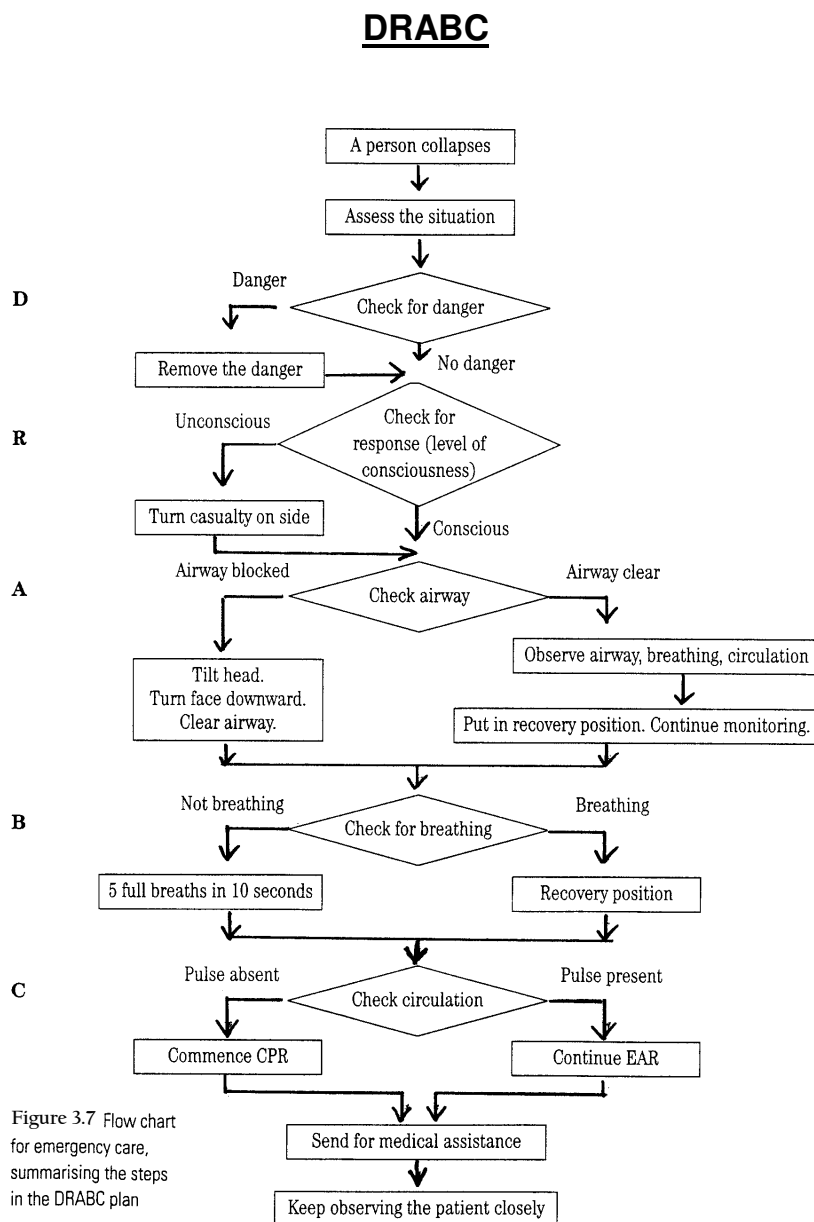 DRABC
A person collapses
Assess the situation
Danger
D
Check for danger
No danger
Remove the danger
Unconscious
R
Check for
response (level of
consciousness)
Turn casualty on side
Conscious
Airway blocked
Airway clear
A
Check airway
Observe airway, breathing, circulation
Tilt head.
Turn face downward.
Clear airway.
Put in recovery position. Continue monitoring.
Not breathing
Breathing
B
Check for breathing
5 full breaths in 10 seconds
Recovery position
Pulse absent
Pulse present
C
Check circulation
Commence CPR
Continue EAR
Figure 3.7 Flow chart
for emergency care,
summarising the steps
in the DRABC plan
Send for medical assistance
Keep observing the patient closely